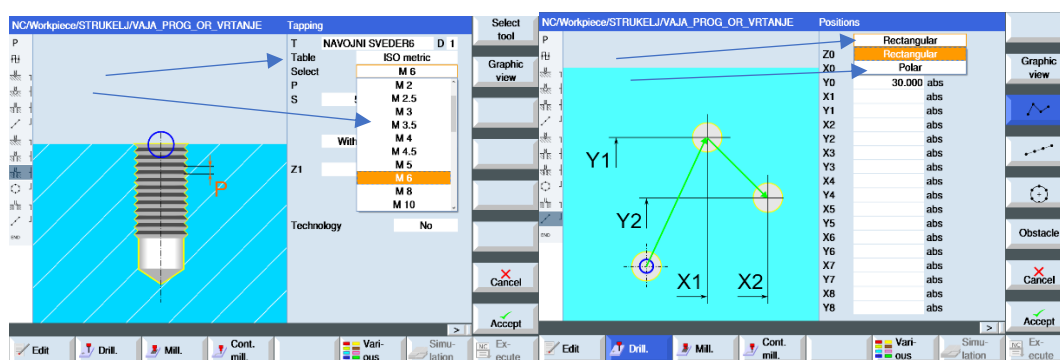 NC/Workpiece/STRUKELJ/VAJA_PROG_OR_VRTANJE
Tapping
T NAVOJNI SVEDER6 D 1
Table ISO metric
Select M 6
P M 2
S M 2.5
M 3
M 3.5
With M 4
M 4.5
Z1 M 5
M 6
M 8
M 10
Technology No
P
Select tool
Graphic view
Cancel
Accept
>
Edit Drill. Mill. Cont. mill. Vari- ous Simu- lation NC Ex- ecute
NC/Workpiece/STRUKELJ/VAJA_PROG_OR_VRTANJE
Positions
Rectangular
Z0 Rectangular
X0 Polar
Y0 30.000 abs
X1 abs
Y1 abs
X2 abs
Y2 abs
X3 abs
Y3 abs
X4 abs
Y4 abs
X5 abs
Y5 abs
X6 abs
Y6 abs
X7 abs
Y7 abs
X8 abs
Y8 abs
Y1
Y2
X1 X2
Graphic view
Obstacle
Cancel
Accept
>
Edit Drill. Mill. Cont. mill. Vari- ous Simu- lation NC Ex- ecute